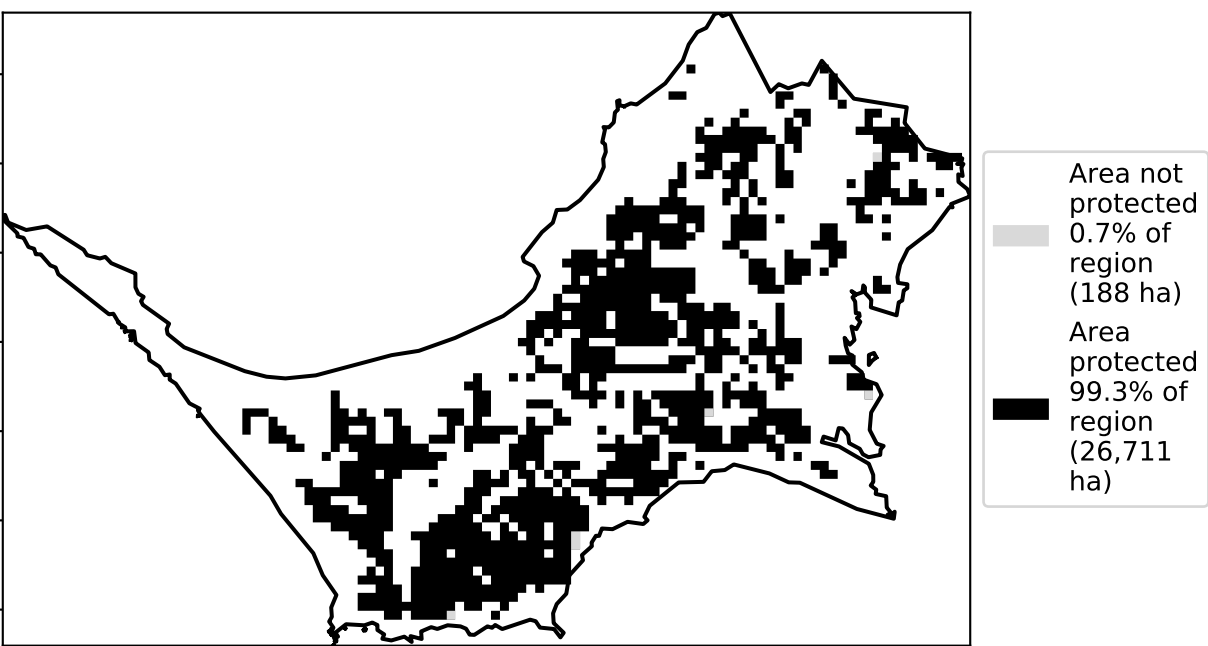 Area not
protected
0.7% of
region
(188 ha)
Area
protected
99.3% of
region
(26,711
ha)